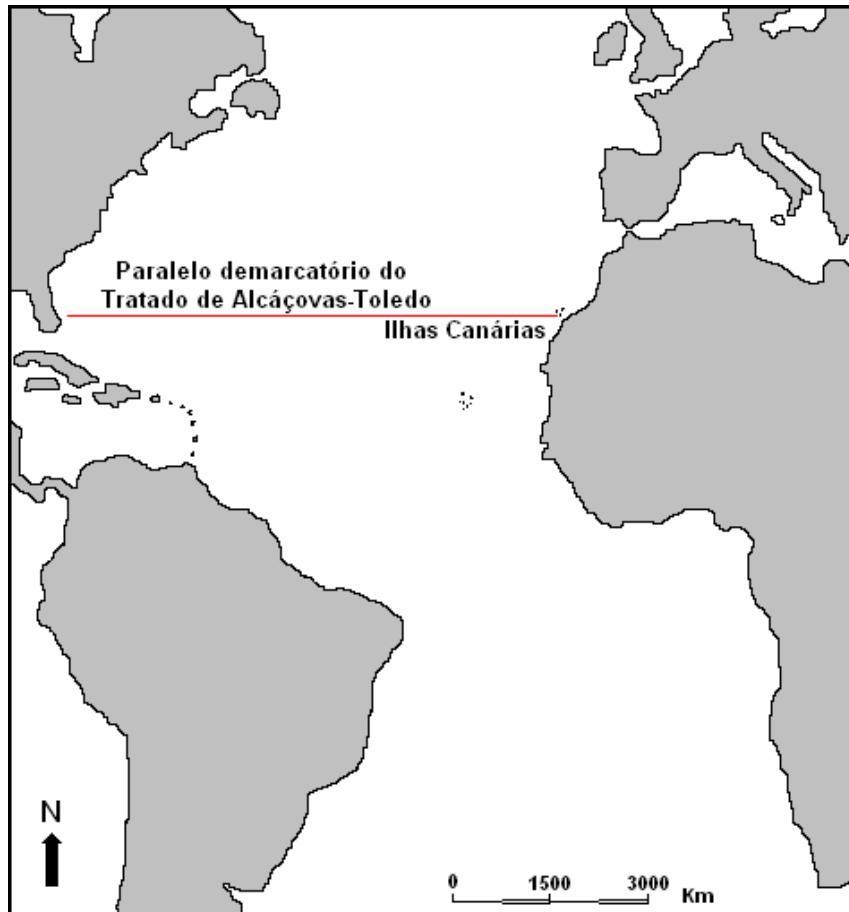 Paralelo demarcatório do
Tratado de Alcáçovas-Toledo
Ilhas Canárias
N
0 1500 3000 Km